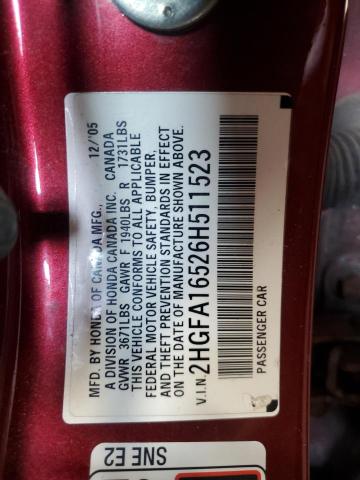 MFD. BY HONDA OF CANADA MFG., 12/05
A DIVISION OF HONDA CANADA INC. CANADA
GVWR 3671LBS GAWR F 1940LBS R 1731LBS
THIS VEHICLE CONFORMS TO ALL APPLICABLE
FEDERAL MOTOR VEHICLE SAFETY, BUMPER,
AND THEFT PREVENTION STANDARDS IN EFFECT
ON THE DATE OF MANUFACTURE SHOWN ABOVE.
V.I.N. 2HGFA16526H511523
PASSENGER CAR
SNE E2